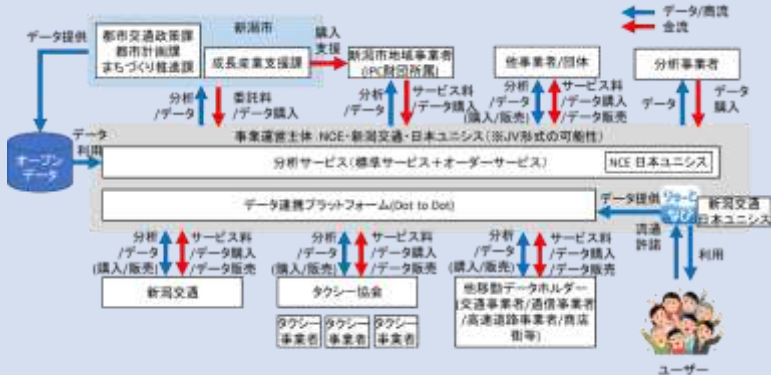 新潟市
データ/商流
金流
データ提供
都市交通政策課
都市計画課
まちづくり推進課
成長産業支援課
購入
支援
新潟市地域事業者
(IPC財団所属)
他事業者/団体
分析事業者
分析
/データ
委託料
/データ購入
分析
/データ
サービス料
/データ購入
分析
/データ
(購入/販売)
サービス料
/データ購入
/データ販売
データ
データ
購入
オープン
データ
データ
利用
事業運営主体:NCE・新潟交通・日本ユニシス(※JV形式の可能性)
分析サービス(標準サービス+オーダーサービス)
NCE 日本ユニシス
データ連携プラットフォーム(Dot to Dot)
データ提供
りゅーと
なび
新潟交通
日本ユニシス
流通
許諾
利用
分析
/データ
(購入/販売)
サービス料
/データ購入
/データ販売
分析
/データ
(購入/販売)
サービス料
/データ購入
/データ販売
分析
/データ
(購入/販売)
サービス料
/データ購入
/データ販売
新潟交通
タクシー協会
タクシー
事業者
タクシー
事業者
タクシー
事業者
他移動データホルダー
(交通事業者/通信事業者
/高速道路事業者/商店
街等)
ユーザー